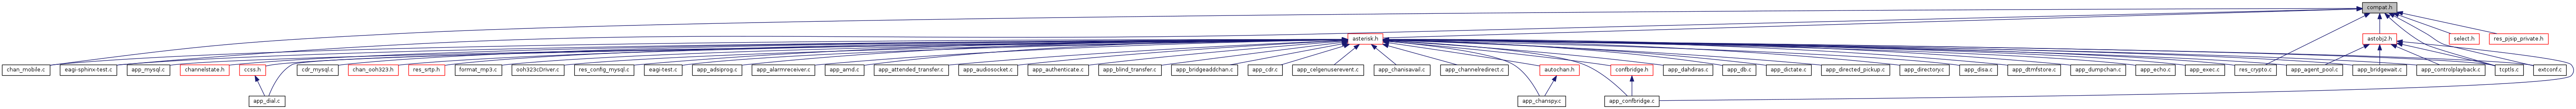 compat.h
asterisk.h
astobj2.h
select.h
res_pjsip_private.h
chan_mobile.c
eagi-sphinx-test.c
app_mysql.c
channelstate.h
ccss.h
cdr_mysql.c
chan_ooh323.h
res_srtp.h
format_mp3.c
ooh323cDriver.c
res_config_mysql.c
eagi-test.c
app_adsiprog.c
app_alarmreceiver.c
app_amd.c
app_attended_transfer.c
app_audiosocket.c
app_authenticate.c
app_blind_transfer.c
app_bridgeaddchan.c
app_cdr.c
app_celgenuserevent.c
app_chanisavail.c
app_channelredirect.c
autochan.h
confbridge.h
app_dahdiras.c
app_db.c
app_dictate.c
app_directed_pickup.c
app_directory.c
app_disa.c
app_dtmfstore.c
app_dumpchan.c
app_echo.c
app_exec.c
res_crypto.c
app_agent_pool.c
app_bridgewait.c
app_controlplayback.c
tcptls.c
extconf.c
app_dial.c
app_chanspy.c
app_confbridge.c